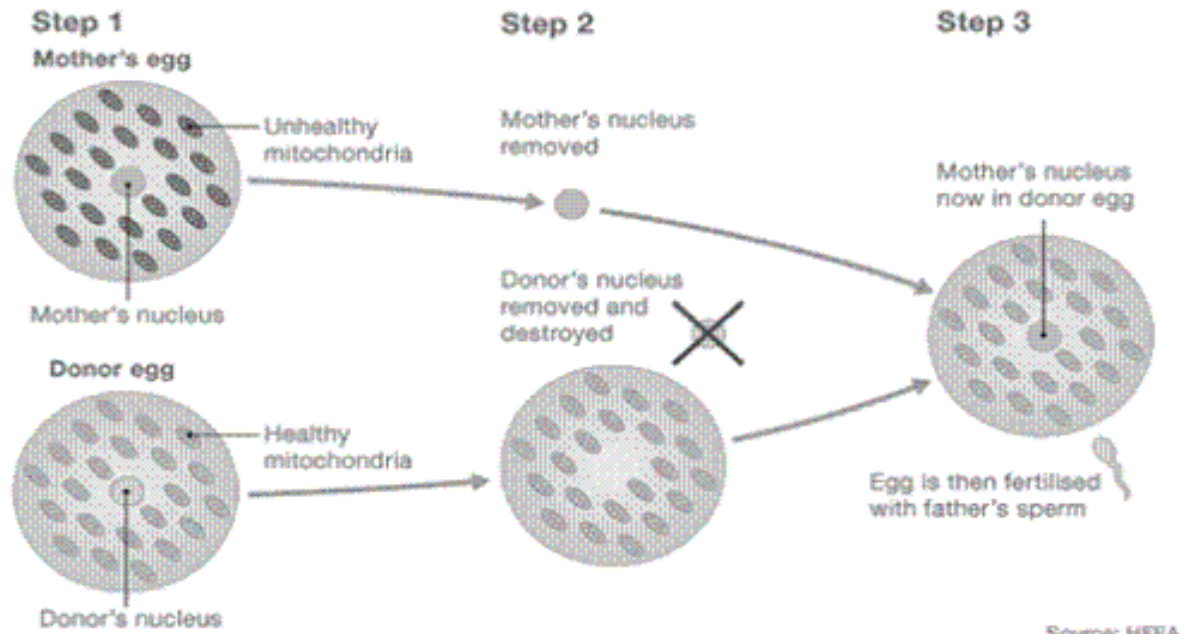 Step 1
Mother's egg
Unhealthy
mitochondria
Mother's nucleus
Donor egg
Healthy
mitochondria
Donor's nucleus
Step 2
Mother's nucleus
removed
Donor's nucleus
removed and
destroyed
Step 3
Mother's nucleus
now in donor egg
Egg is then fertilised
with father's sperm
Source: HFEA